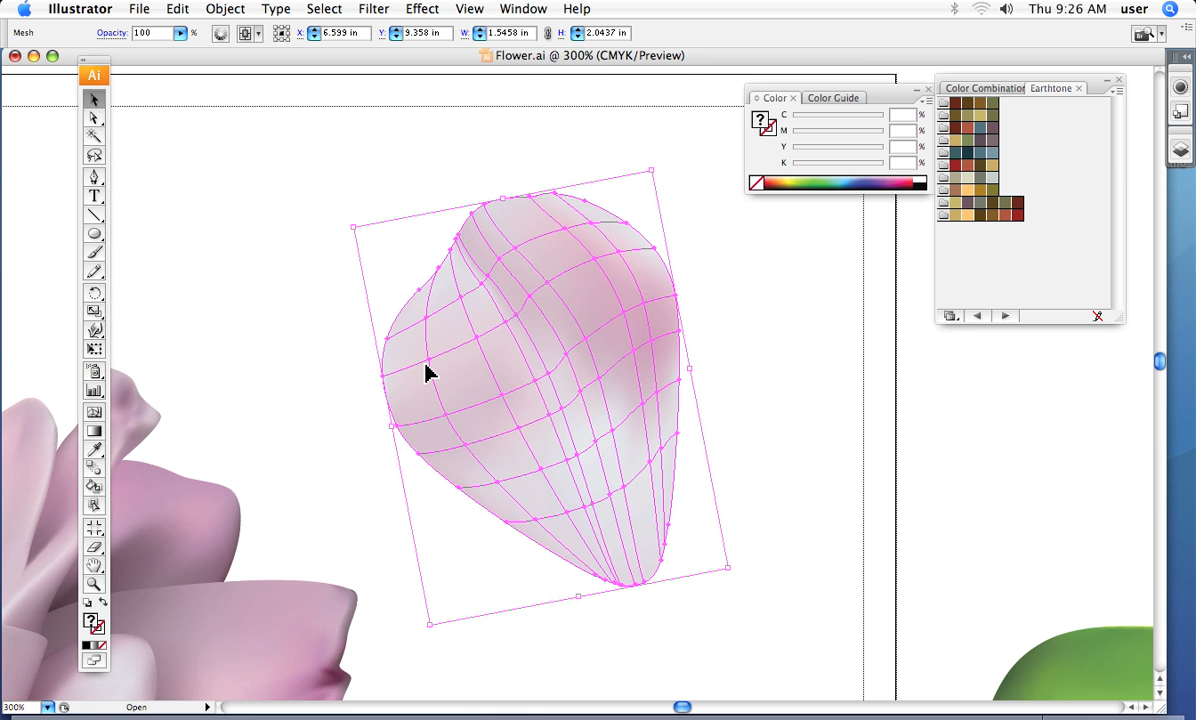 Illustrator File Edit Object Type Select Filter Effect View Window Help Thu 9:26 AM user
Mesh Opacity: 100 % X: 6.599 in Y: 9.358 in W: 1.5458 in H: 2.0437 in
Flower.ai @ 300% (CMYK/Preview)
Ai
Color Color Guide
? C %
M %
Y %
K %
Color Combination Earthtone
T
?
300% Open